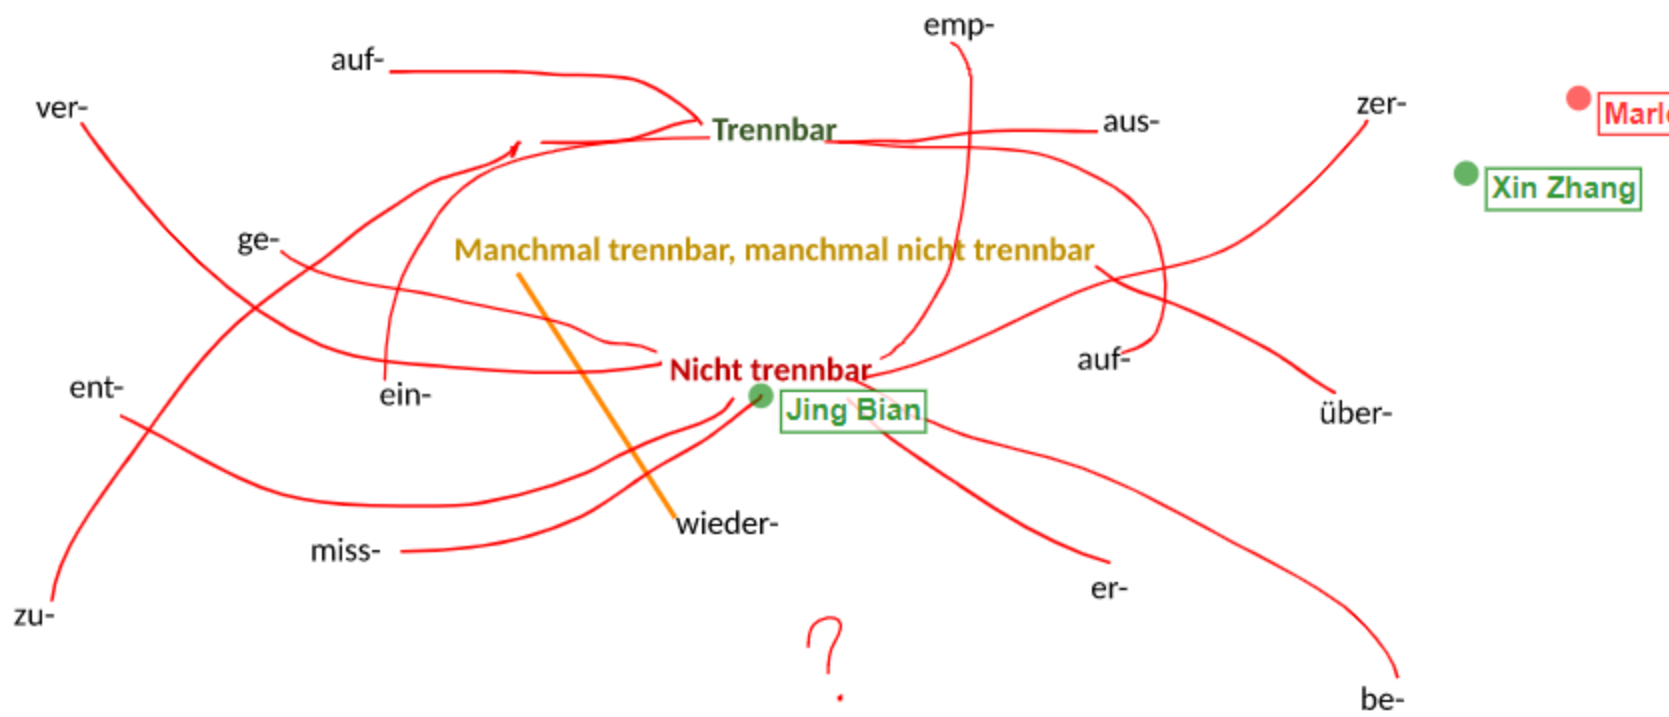 emp-
auf-
ver-
zer-
Trennbar
aus-
Marl
Xin Zhang
ge-
Manchmal trennbar, manchmal nicht trennbar
auf-
Nicht trennbar
ent-
ein-
Jing Bian
über-
wieder-
miss-
er-
zu-
?
be-